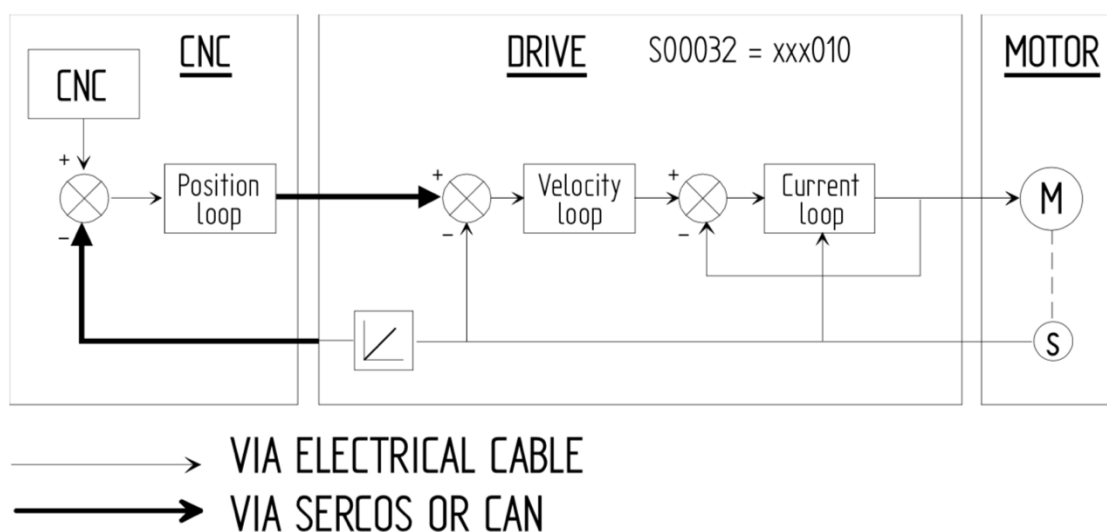 CNC
DRIVE
S00032 = xxx010
MOTOR
CNC
+
−
Position
loop
+
−
Velocity
loop
+
−
Current
loop
M
S
VIA ELECTRICAL CABLE
VIA SERCOS OR CAN